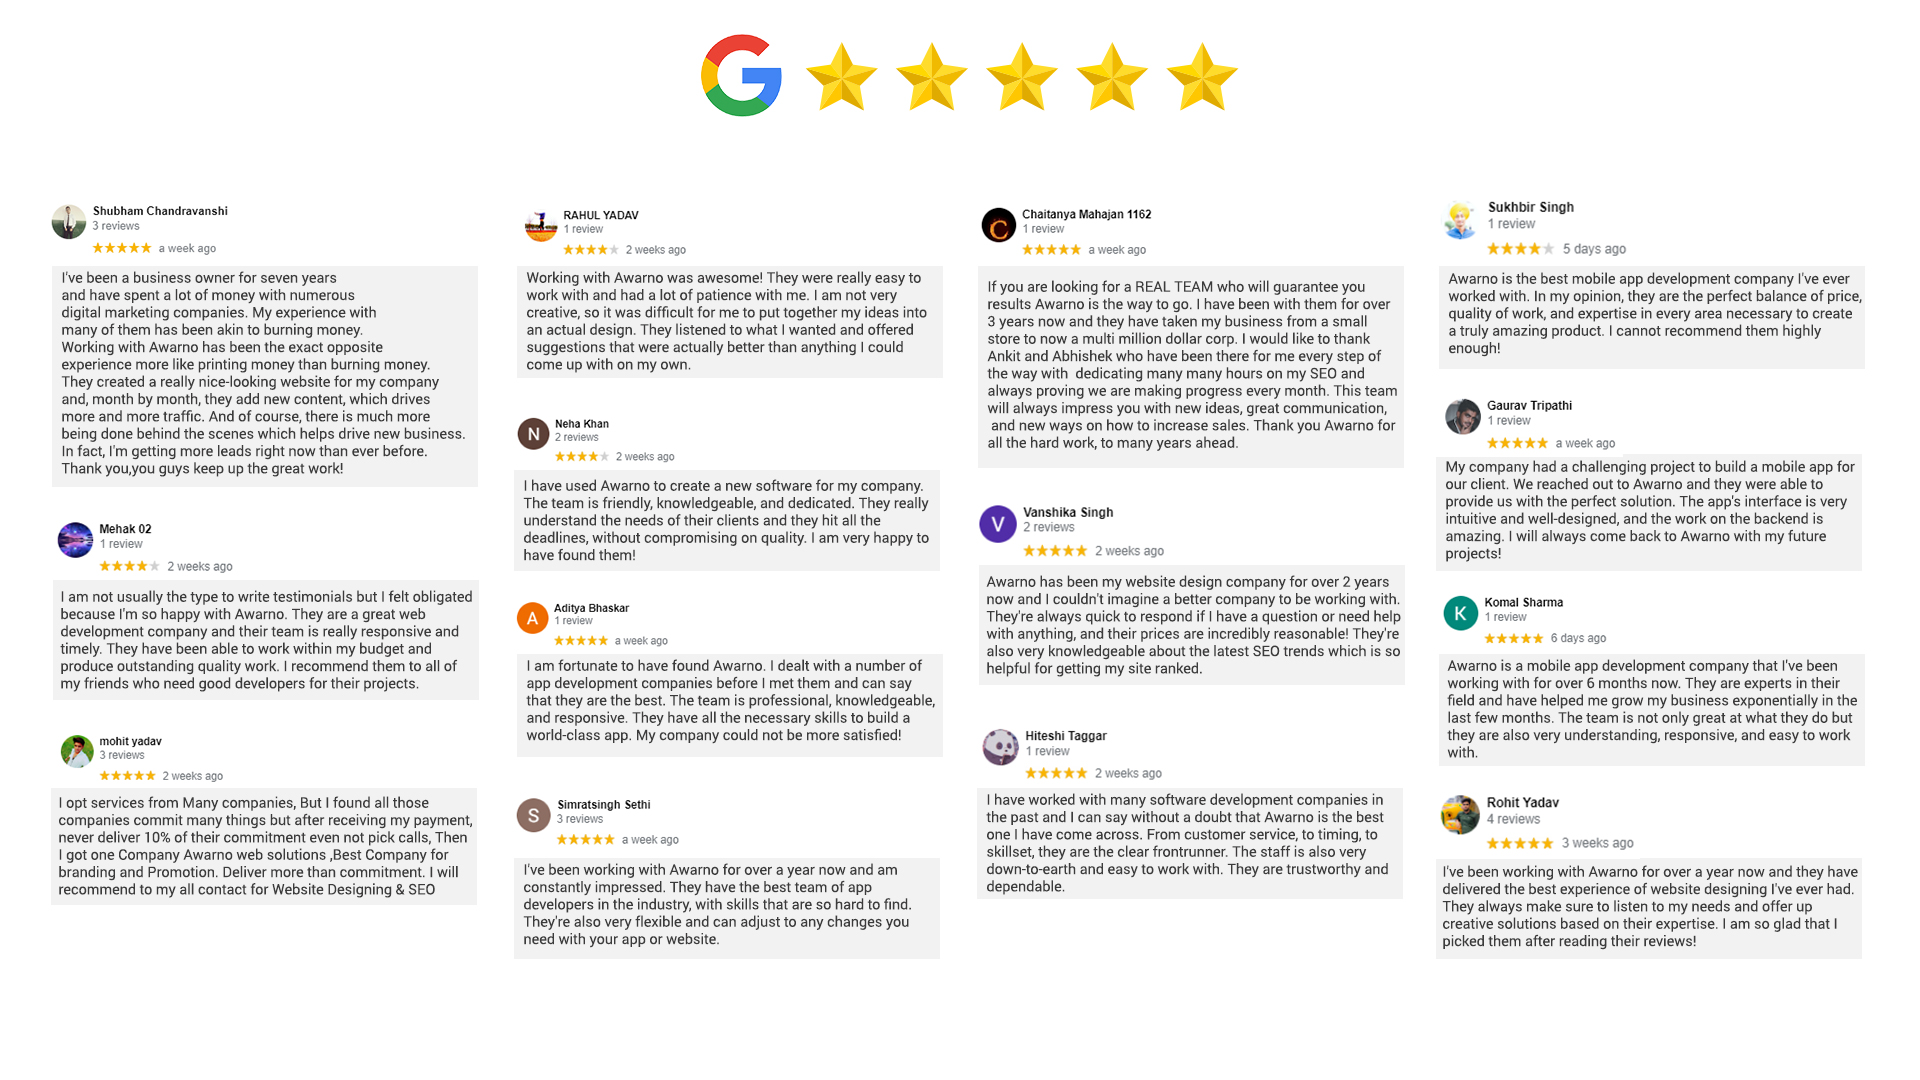 Shubham Chandravanshi
3 reviews
a week ago
I've been a business owner for seven years
and have spent a lot of money with numerous
digital marketing companies. My experience with
many of them has been akin to burning money.
Working with Awarno has been the exact opposite
experience more like printing money than burning money.
They created a really nice-looking website for my company
and, month by month, they add new content, which drives
more and more traffic. And of course, there is much more
being done behind the scenes which helps drive new business.
In fact, I'm getting more leads right now than ever before.
Thank you,you guys keep up the great work!
Mehak 02
1 review
2 weeks ago
I am not usually the type to write testimonials but I felt obligated
because I'm so happy with Awarno. They are a great web
development company and their team is really responsive and
timely. They have been able to work within my budget and
produce outstanding quality work. I recommend them to all of
my friends who need good developers for their projects.
mohit yadav
3 reviews
2 weeks ago
I opt services from Many companies, But I found all those
companies commit many things but after receiving my payment,
never deliver 10% of their commitment even not pick calls, Then
I got one Company Awarno web solutions ,Best Company for
branding and Promotion. Deliver more than commitment. I will
recommend to my all contact for Website Designing & SEO
RAHUL YADAV
1 review
2 weeks ago
Working with Awarno was awesome! They were really easy to
work with and had a lot of patience with me. I am not very
creative, so it was difficult for me to put together my ideas into
an actual design. They listened to what I wanted and offered
suggestions that were actually better than anything I could
come up with on my own.
N
Neha Khan
2 reviews
2 weeks ago
I have used Awarno to create a new software for my company.
The team is friendly, knowledgeable, and dedicated. They really
understand the needs of their clients and they hit all the
deadlines, without compromising on quality. I am very happy to
have found them!
A
Aditya Bhaskar
1 review
a week ago
I am fortunate to have found Awarno. I dealt with a number of
app development companies before I met them and can say
that they are the best. The team is professional, knowledgeable,
and responsive. They have all the necessary skills to build a
world-class app. My company could not be more satisfied!
S
Simratsingh Sethi
3 reviews
a week ago
I've been working with Awarno for over a year now and am
constantly impressed. They have the best team of app
developers in the industry, with skills that are so hard to find.
They're also very flexible and can adjust to any changes you
need with your app or website.
C
Chaitanya Mahajan 1162
1 review
a week ago
If you are looking for a REAL TEAM who will guarantee you
results Awarno is the way to go. I have been with them for over
3 years now and they have taken my business from a small
store to now a multi million dollar corp. I would like to thank
Ankit and Abhishek who have been there for me every step of
the way with dedicating many many hours on my SEO and
always proving we are making progress every month. This team
will always impress you with new ideas, great communication,
and new ways on how to increase sales. Thank you Awarno for
all the hard work, to many years ahead.
V
Vanshika Singh
2 reviews
2 weeks ago
Awarno has been my website design company for over 2 years
now and I couldn't imagine a better company to be working with.
They're always quick to respond if I have a question or need help
with anything, and their prices are incredibly reasonable! They're
also very knowledgeable about the latest SEO trends which is so
helpful for getting my site ranked.
Hiteshi Taggar
1 review
2 weeks ago
I have worked with many software development companies in
the past and I can say without a doubt that Awarno is the best
one I have come across. From customer service, to timing, to
skillset, they are the clear frontrunner. The staff is also very
down-to-earth and easy to work with. They are trustworthy and
dependable.
Sukhbir Singh
1 review
5 days ago
Awarno is the best mobile app development company I've ever
worked with. In my opinion, they are the perfect balance of price,
quality of work, and expertise in every area necessary to create
a truly amazing product. I cannot recommend them highly
enough!
Gaurav Tripathi
1 review
a week ago
My company had a challenging project to build a mobile app for
our client. We reached out to Awarno and they were able to
provide us with the perfect solution. The app's interface is very
intuitive and well-designed, and the work on the backend is
amazing. I will always come back to Awarno with my future
projects!
K
Komal Sharma
1 review
6 days ago
Awarno is a mobile app development company that I've been
working with for over 6 months now. They are experts in their
field and have helped me grow my business exponentially in the
last few months. The team is not only great at what they do but
they are also very understanding, responsive, and easy to work
with.
Rohit Yadav
4 reviews
3 weeks ago
I've been working with Awarno for over a year now and they have
delivered the best experience of website designing I've ever had.
They always make sure to listen to my needs and offer up
creative solutions based on their expertise. I am so glad that I
picked them after reading their reviews!